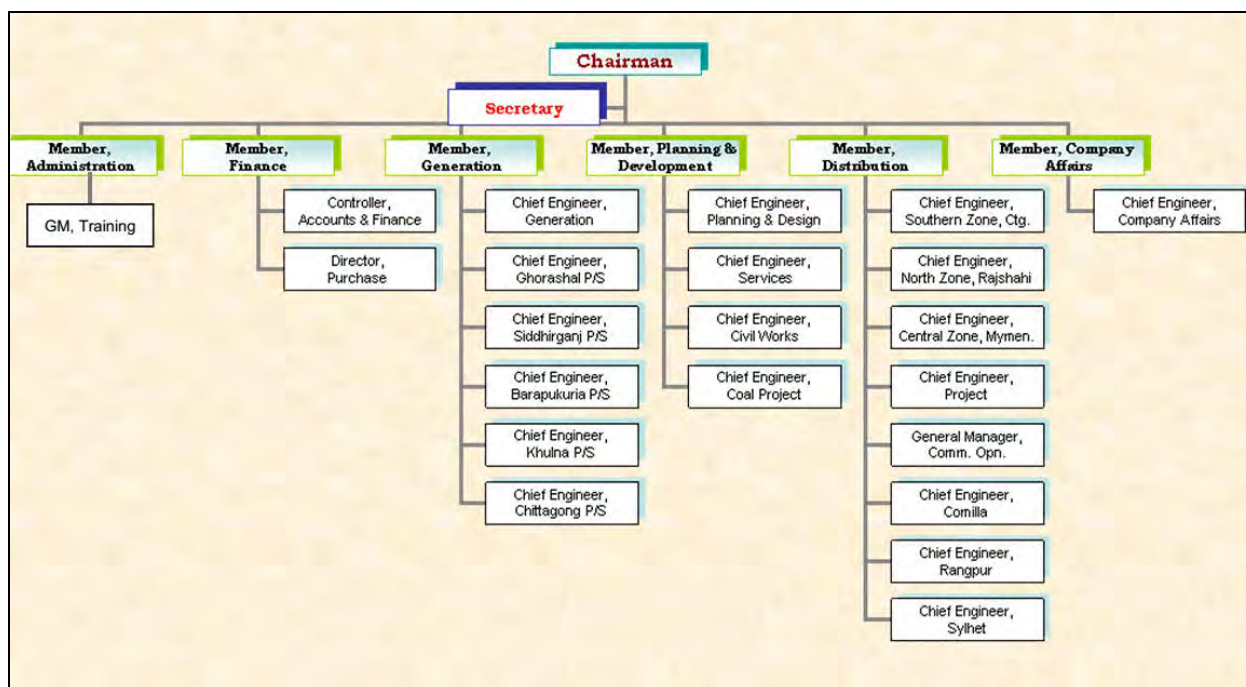 Chairman
Secretary
Member,
Administration
GM, Training
Member,
Finance
Controller,
Accounts & Finance
Director,
Purchase
Member,
Generation
Chief Engineer,
Generation
Chief Engineer,
Ghorashal P/S
Chief Engineer,
Siddhirganj P/S
Chief Engineer,
Barapukuria P/S
Chief Engineer,
Khulna P/S
Chief Engineer,
Chittagong P/S
Member, Planning &
Development
Chief Engineer,
Planning & Design
Chief Engineer,
Services
Chief Engineer,
Civil Works
Chief Engineer,
Coal Project
Member,
Distribution
Chief Engineer,
Southern Zone, Ctg.
Chief Engineer,
North Zone, Rajshahi
Chief Engineer,
Central Zone, Mymen.
Chief Engineer,
Project
General Manager,
Comm. Opn.
Chief Engineer,
Comilla
Chief Engineer,
Rangpur
Chief Engineer,
Sylhet
Member, Company
Affairs
Chief Engineer,
Company Affairs